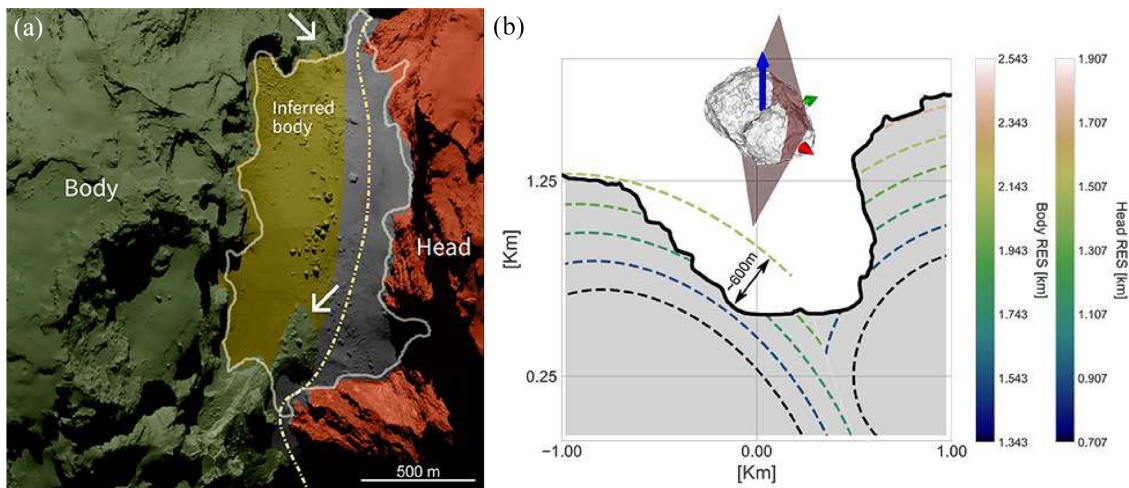 (a)
Inferred
body
Body
Head
500 m
(b)
1.25
0.25
[Km]
~600m
−1.00
0.00
1.00
[Km]
2.543
2.343
2.143
1.943
1.743
1.543
1.343
Body RES [km]
1.907
1.707
1.507
1.307
1.107
0.907
0.707
Head RES [km]